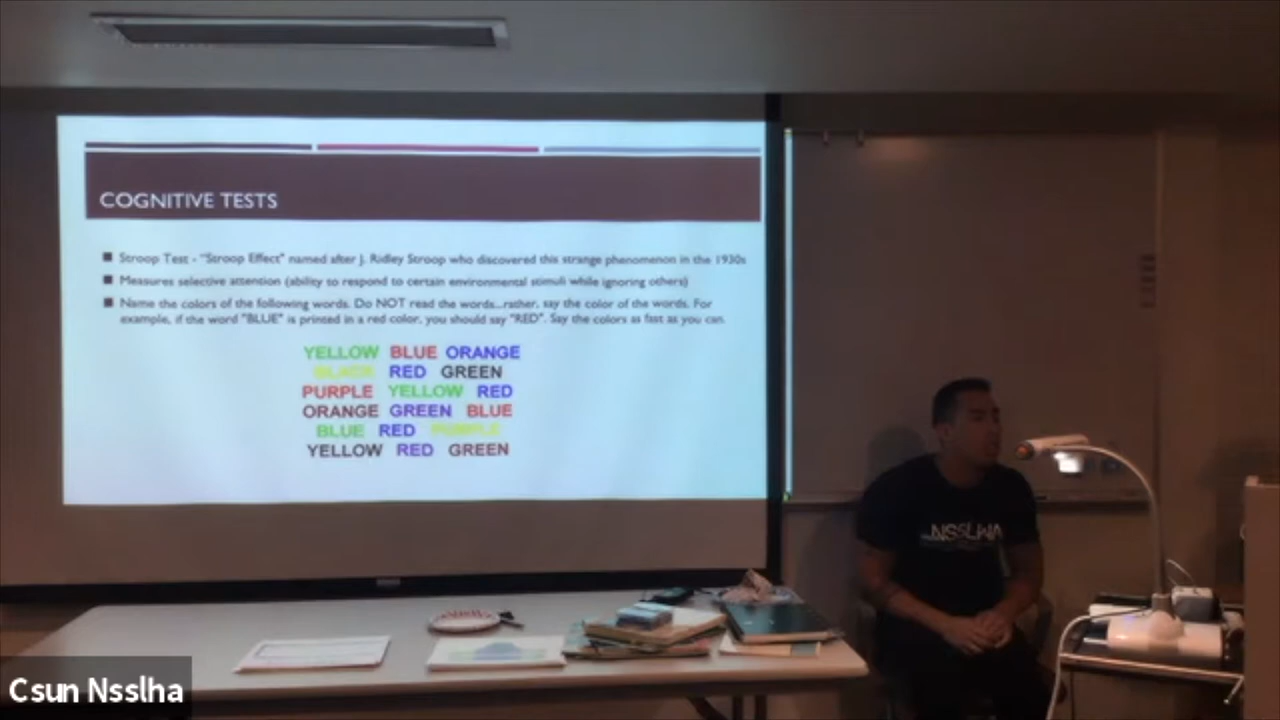 COGNITIVE TESTS
Stroop Test - "Stroop Effect" named after J. Ridley Stroop who discovered this strange phenomenon in the 1930s
Measures selective attention (ability to respond to certain environmental stimuli while ignoring others)
Name the colors of the following words. Do NOT read the words...rather, say the color of the words. For
example, if the word "BLUE" is printed in a red color, you should say "RED". Say the colors as fast as you can.
YELLOW BLUE ORANGE
BLACK RED GREEN
PURPLE YELLOW RED
ORANGE GREEN BLUE
BLUE RED PURPLE
YELLOW RED GREEN
NSSLHA
Csun Nsslha